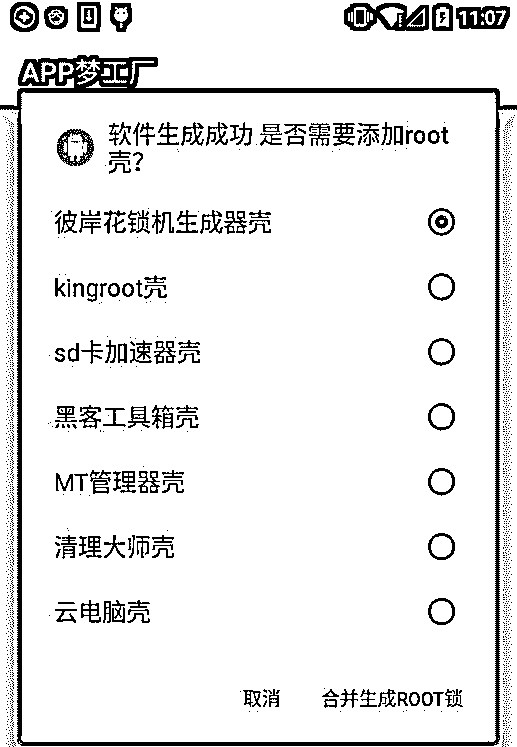 11:07
APP梦工厂
软件生成成功 是否需要添加root
壳?
彼岸花锁机生成器壳
kingroot壳
sd卡加速器壳
黑客工具箱壳
MT管理器壳
清理大师壳
云电脑壳
取消 合并生成ROOT锁